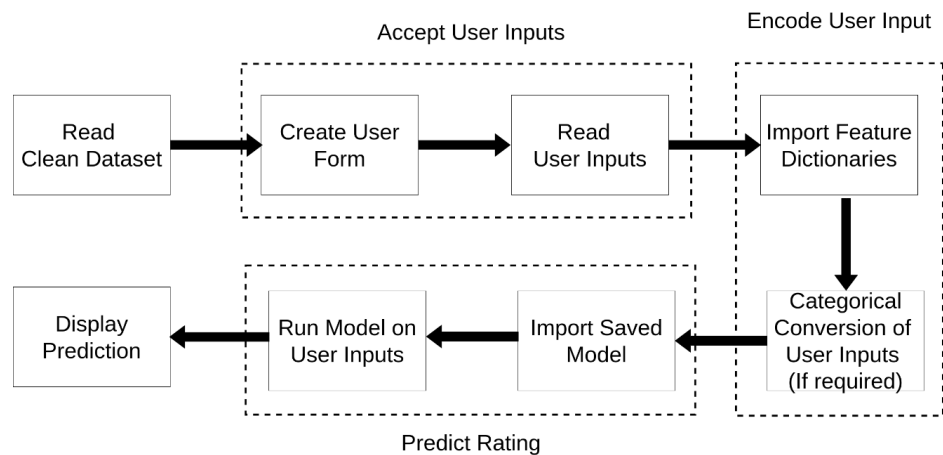 Accept User Inputs
Encode User Input
Read
Clean Dataset
Create User
Form
Read
User Inputs
Import Feature
Dictionaries
Display
Prediction
Run Model on
User Inputs
Import Saved
Model
Categorical
Conversion of
User Inputs
(If required)
Predict Rating